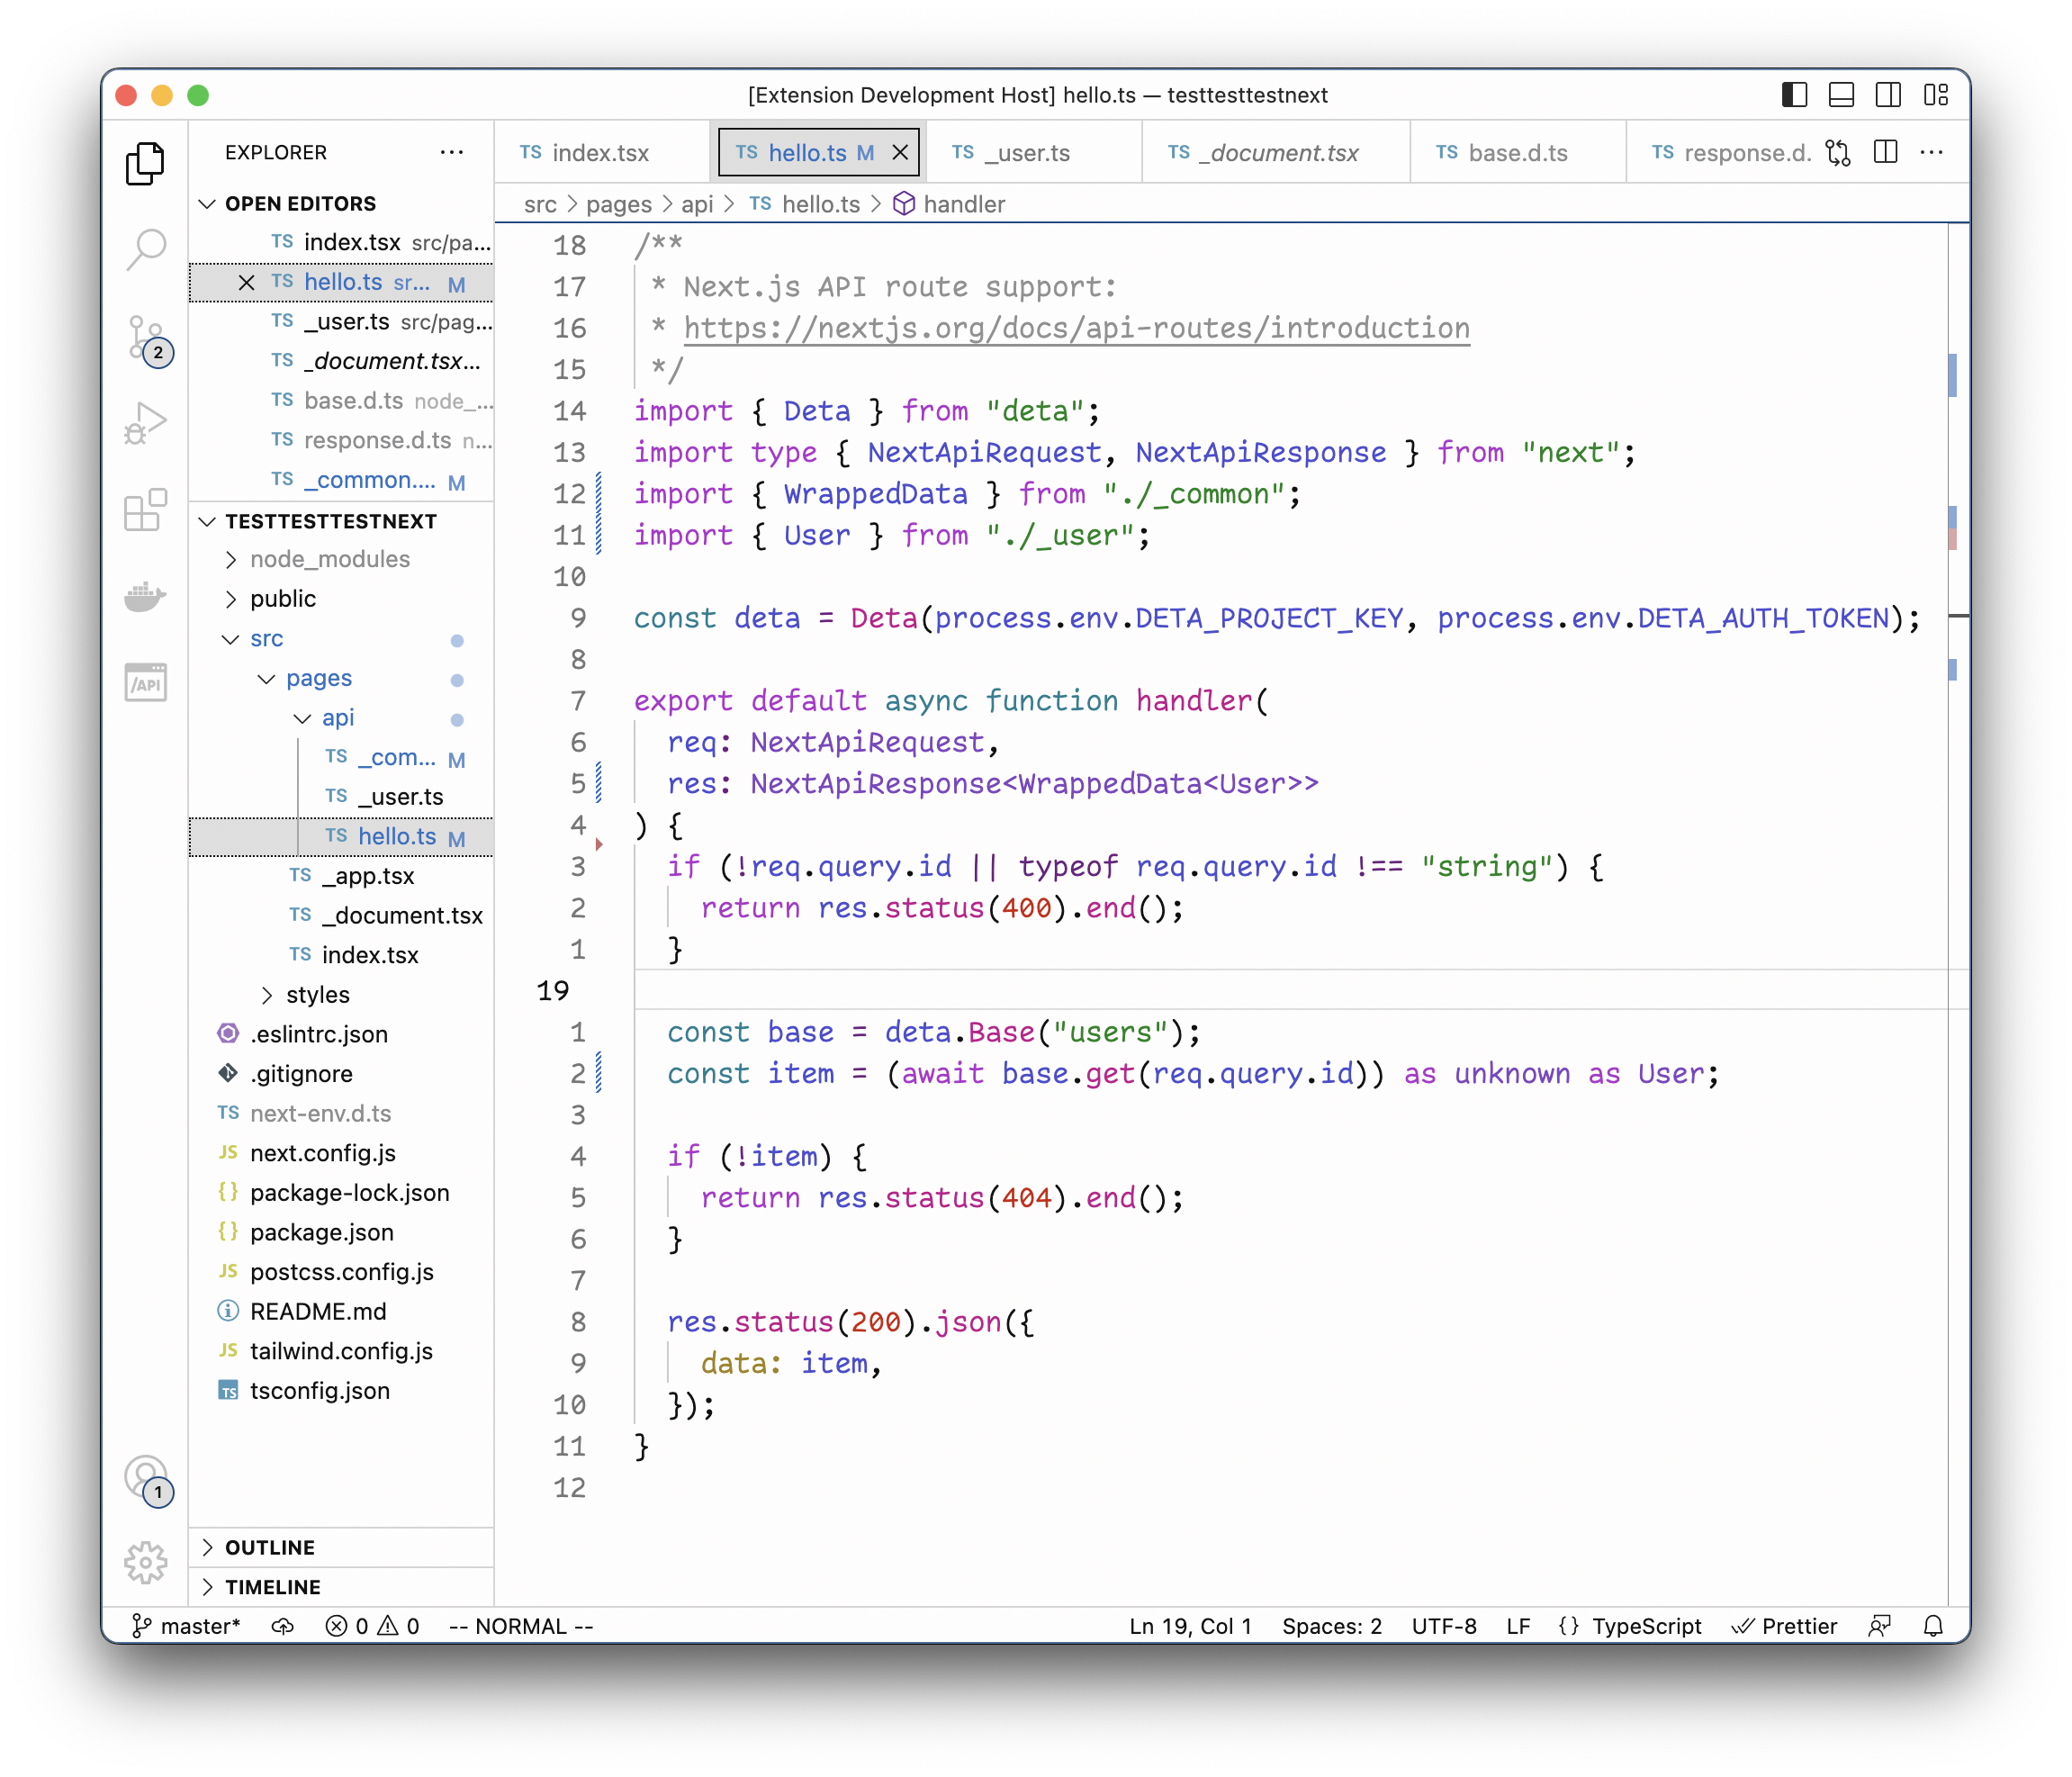 [Extension Development Host] hello.ts — testtesttestnext
EXPLORER
OPEN EDITORS
TS index.tsx src/pa...
TS hello.ts sr... M
TS _user.ts src/pag...
TS _document.tsx...
TS base.d.ts node_...
TS response.d.ts n...
TS _common.... M
TESTTESTTESTNEXT
node_modules
public
src
pages
api
TS _com... M
TS _user.ts
TS hello.ts M
TS _app.tsx
TS _document.tsx
TS index.tsx
styles
.eslintrc.json
.gitignore
TS next-env.d.ts
JS next.config.js
{} package-lock.json
{} package.json
JS postcss.config.js
README.md
JS tailwind.config.js
TS tsconfig.json
OUTLINE
TIMELINE
2
/API
1
TS index.tsx TS hello.ts M TS _user.ts TS _document.tsx TS base.d.ts TS response.d.
src > pages > api > TS hello.ts > handler
18 /**
17  * Next.js API route support:
16  * https://nextjs.org/docs/api-routes/introduction
15  */
14 import { Deta } from "deta";
13 import type { NextApiRequest, NextApiResponse } from "next";
12 import { WrappedData } from "./_common";
11 import { User } from "./_user";
10
9 const deta = Deta(process.env.DETA_PROJECT_KEY, process.env.DETA_AUTH_TOKEN);
8
7 export default async function handler(
6   req: NextApiRequest,
5   res: NextApiResponse<WrappedData<User>>
4 ) {
3   if (!req.query.id || typeof req.query.id !== "string") {
2     return res.status(400).end();
1   }
19
1   const base = deta.Base("users");
2   const item = (await base.get(req.query.id)) as unknown as User;
3
4   if (!item) {
5     return res.status(404).end();
6   }
7
8   res.status(200).json({
9     data: item,
10   });
11 }
12
master* 0 0 -- NORMAL -- Ln 19, Col 1 Spaces: 2 UTF-8 LF {} TypeScript Prettier